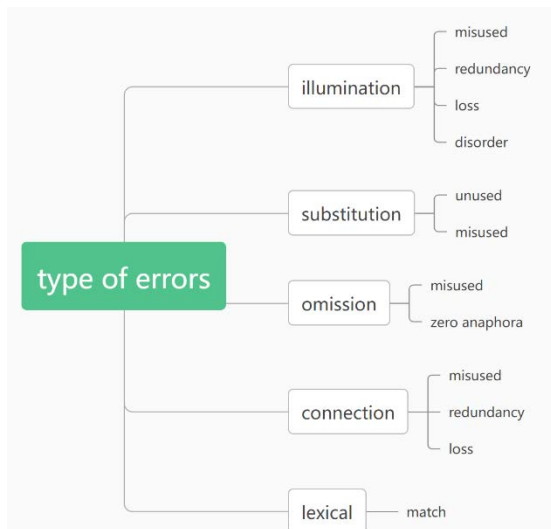 type of errors
illumination
misused
redundancy
loss
disorder
substitution
unused
misused
omission
misused
zero anaphora
connection
misused
redundancy
loss
lexical
match